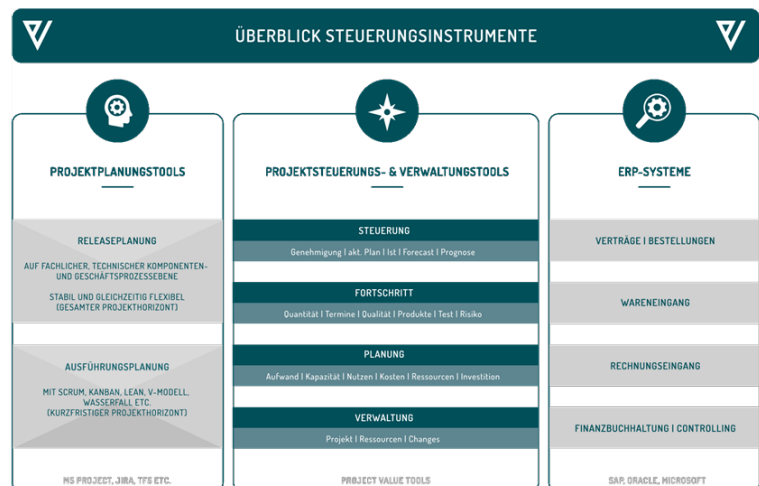 ÜBERBLICK STEUERUNGSINSTRUMENTE
PROJEKTPLANUNGSTOOLS
RELEASEPLANUNG
AUF FACHLICHER, TECHNISCHER KOMPONENTEN-
UND GESCHÄFTSPROZESSEBENE
STABIL UND GLEICHZEITIG FLEXIBEL
(GESAMTER PROJEKTHORIZONT)
AUSFÜHRUNGSPLANUNG
MIT SCRUM, KANBAN, LEAN, V-MODELL,
WASSERFALL ETC.
(KURZFRISTIGER PROJEKTHORIZONT)
MS PROJECT, JIRA, TFS ETC.
PROJEKTSTEUERUNGS- & VERWALTUNGSTOOLS
STEUERUNG
Genehmigung | akt. Plan | Ist | Forecast | Prognose
FORTSCHRITT
Quantität | Termine | Qualität | Produkte | Test | Risiko
PLANUNG
Aufwand | Kapazität | Nutzen | Kosten | Ressourcen | Investition
VERWALTUNG
Projekt | Ressourcen | Changes
PROJECT VALUE TOOLS
ERP-SYSTEME
VERTRÄGE | BESTELLUNGEN
WARENEINGANG
RECHNUNGSEINGANG
FINANZBUCHHALTUNG | CONTROLLING
SAP, ORACLE, MICROSOFT